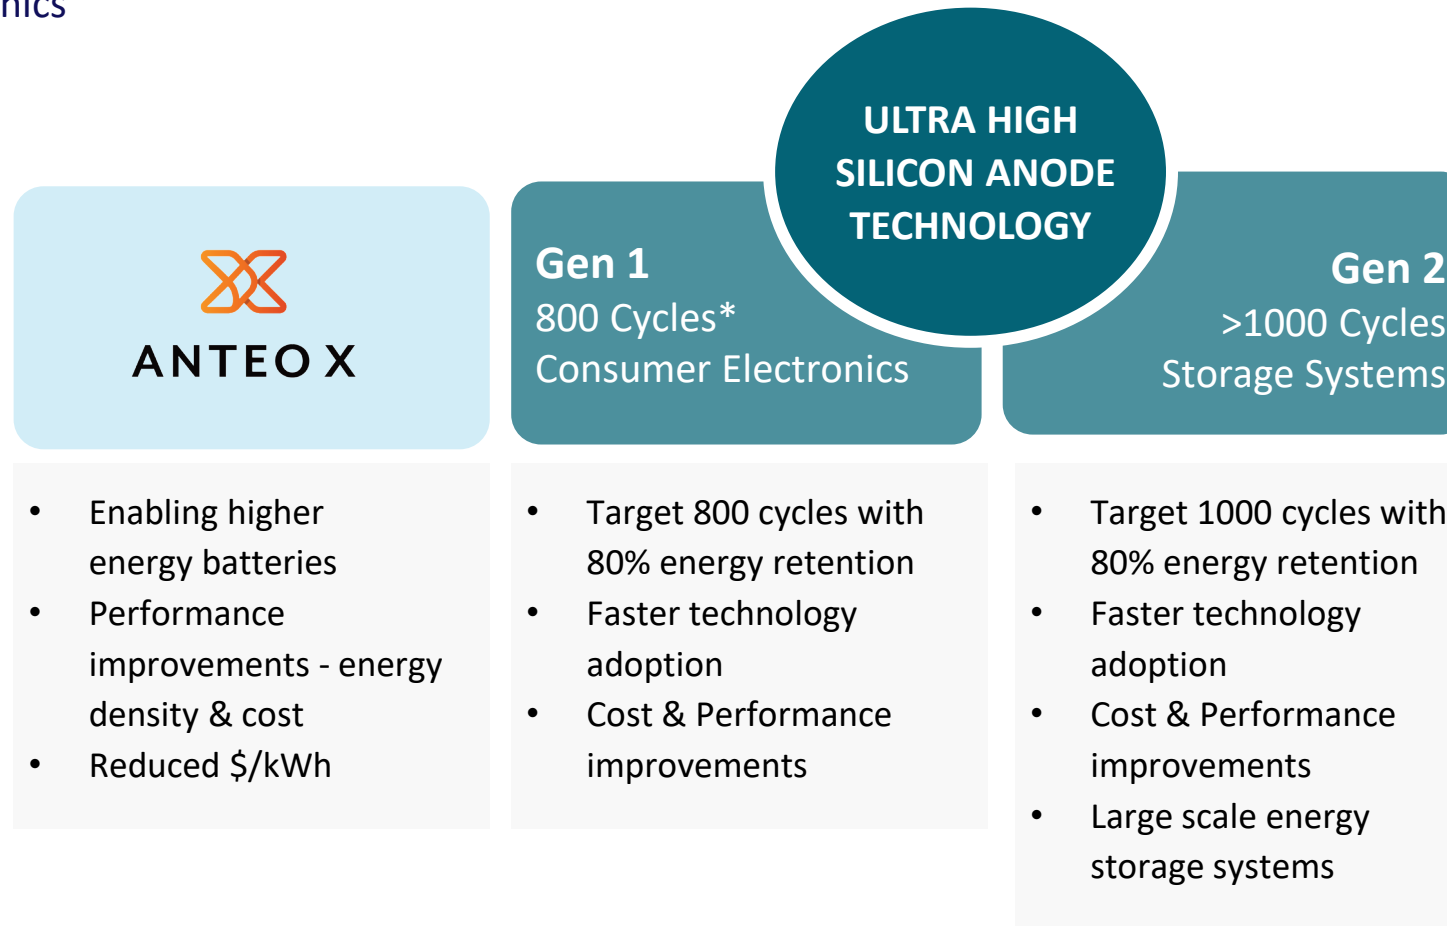 ULTRA HIGH
SILICON ANODE
TECHNOLOGY
ANTEO X
Gen 1
800 Cycles*
Consumer Electronics
Gen 2
>1000 Cycles
Storage Systems
• Enabling higher
energy batteries
• Performance
improvements - energy
density & cost
• Reduced $/kWh
• Target 800 cycles with
80% energy retention
• Faster technology
adoption
• Cost & Performance
improvements
• Target 1000 cycles with
80% energy retention
• Faster technology
adoption
• Cost & Performance
improvements
• Large scale energy
storage systems